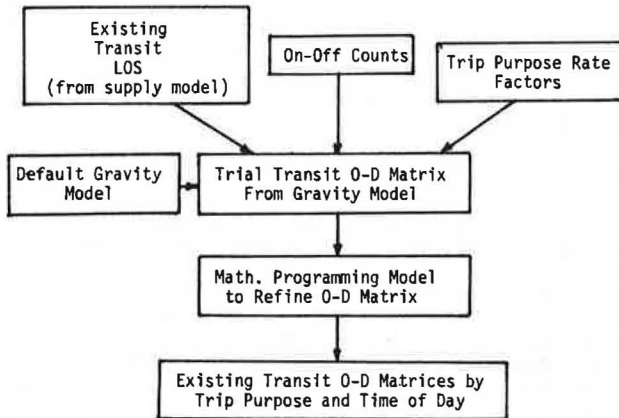 Existing
Transit
LOS
(from supply model)
On-Off Counts
Trip Purpose Rate
Factors
Default Gravity
Model
Trial Transit O-D Matrix
From Gravity Model
Math. Programming Model
to Refine O-D Matrix
Existing Transit O-D Matrices by
Trip Purpose and Time of Day